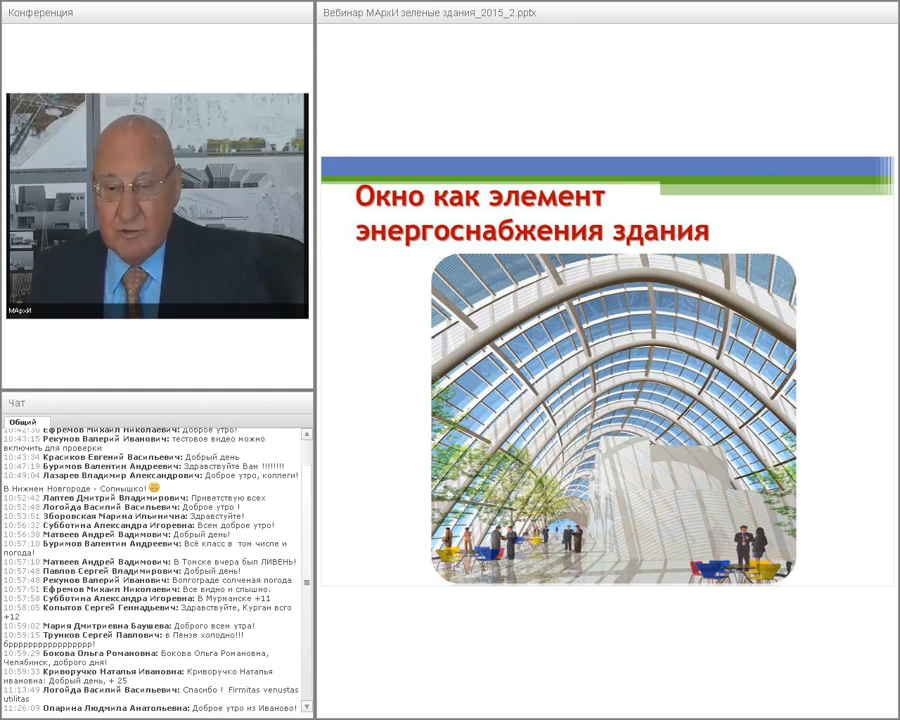 Конференция
Вебинар МАрхИ зеленые здания_2015_2.pptx
МАрхИ
Окно как элемент
энергоснабжения здания
Чат
Общий
10:42:30 Ефремов Михаил Николаевич: Доброе утро!
10:43:15 Рекунов Валерий Иванович: тестовое видео можно
включить для проверки
10:43:34 Красиков Евгений Васильевич: Добрый день
10:47:19 Буримов Валентин Андреевич: Здравствуйте Вам !!!!!!!!
10:49:04 Лазарев Владимир Александрович: Доброе утро, коллеги!
В Нижнем Новгороде - Солнышко!
10:52:42 Лаптев Дмитрий Владимирович: Приветствую всех
10:52:48 Логойда Василий Васильевич: Доброе утро !
10:53:51 Зборовская Марина Ильинична: Здравстуйте!
10:56:32 Субботина Александра Игоревна: Всем доброе утро!
10:56:38 Матвеев Андрей Вадимович: Добрый день!
10:57:10 Буримов Валентин Андреевич: Всё класс в том числе и
погода!
10:57:10 Матвеев Андрей Вадимович: В Томске вчера был ЛИВЕНЬ!
10:57:48 Павлов Сергей Владимирович: Добрый день!
10:57:48 Рекунов Валерий Иванович: Волгограде солченая погода
10:57:51 Ефремов Михаил Николаевич: Все видно и слышно.
10:57:58 Субботина Александра Игоревна: В Мурманске +11
10:58:05 Копытов Сергей Геннадьевич: Здравствуйте, Курган всго
+12
10:59:02 Мария Дмитриевна Баушева: Доброго всем утра!
10:59:15 Трунков Сергей Павлович: в Пензе холодно!!!
бррррррррррррррррр!
10:59:29 Бокова Ольга Романовна: Бокова Ольга Романовна,
Челябинск, доброго дня!
10:59:33 Криворучко Наталья Ивановна: Криворучко Наталья
ивановна: Добрый день, + 25
11:13:49 Логойда Василий Васильевич: Спасибо ! Firmitas venustas
utilitas
11:26:09 Опарина Людмила Анатольевна: Доброе утро из Иваново!